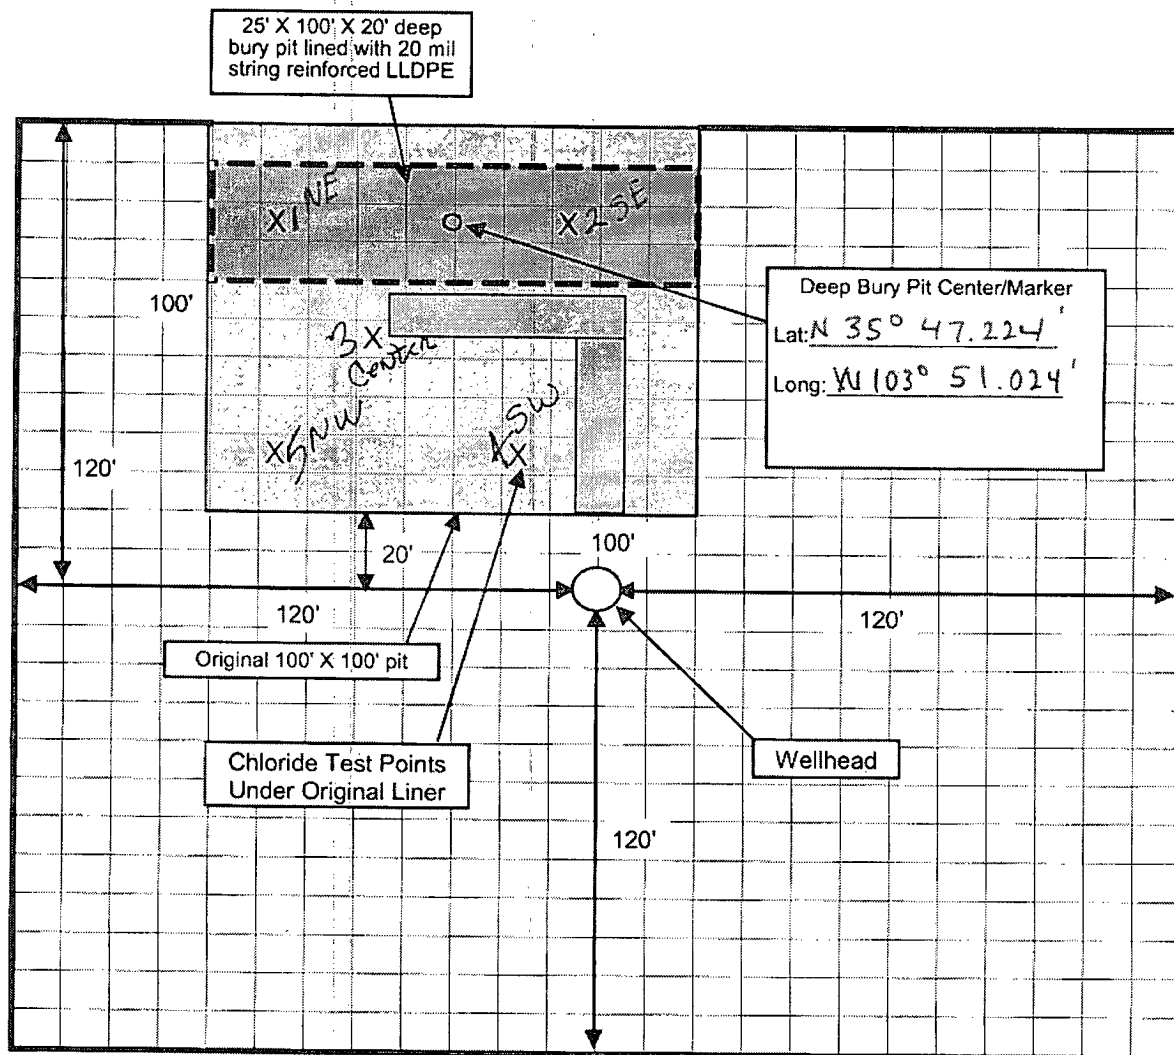 25' X 100' X 20' deep
bury pit lined with 20 mil
string reinforced LLDPE
X1 NE
X2 SE
100'
Deep Bury Pit Center/Marker
Lat: N 35° 47.224'
Long: W 103° 51.024'
3 X
Center
X5 NW
X SW
120'
20'
100'
120'
120'
Original 100' X 100' pit
Chloride Test Points
Under Original Liner
Wellhead
120'